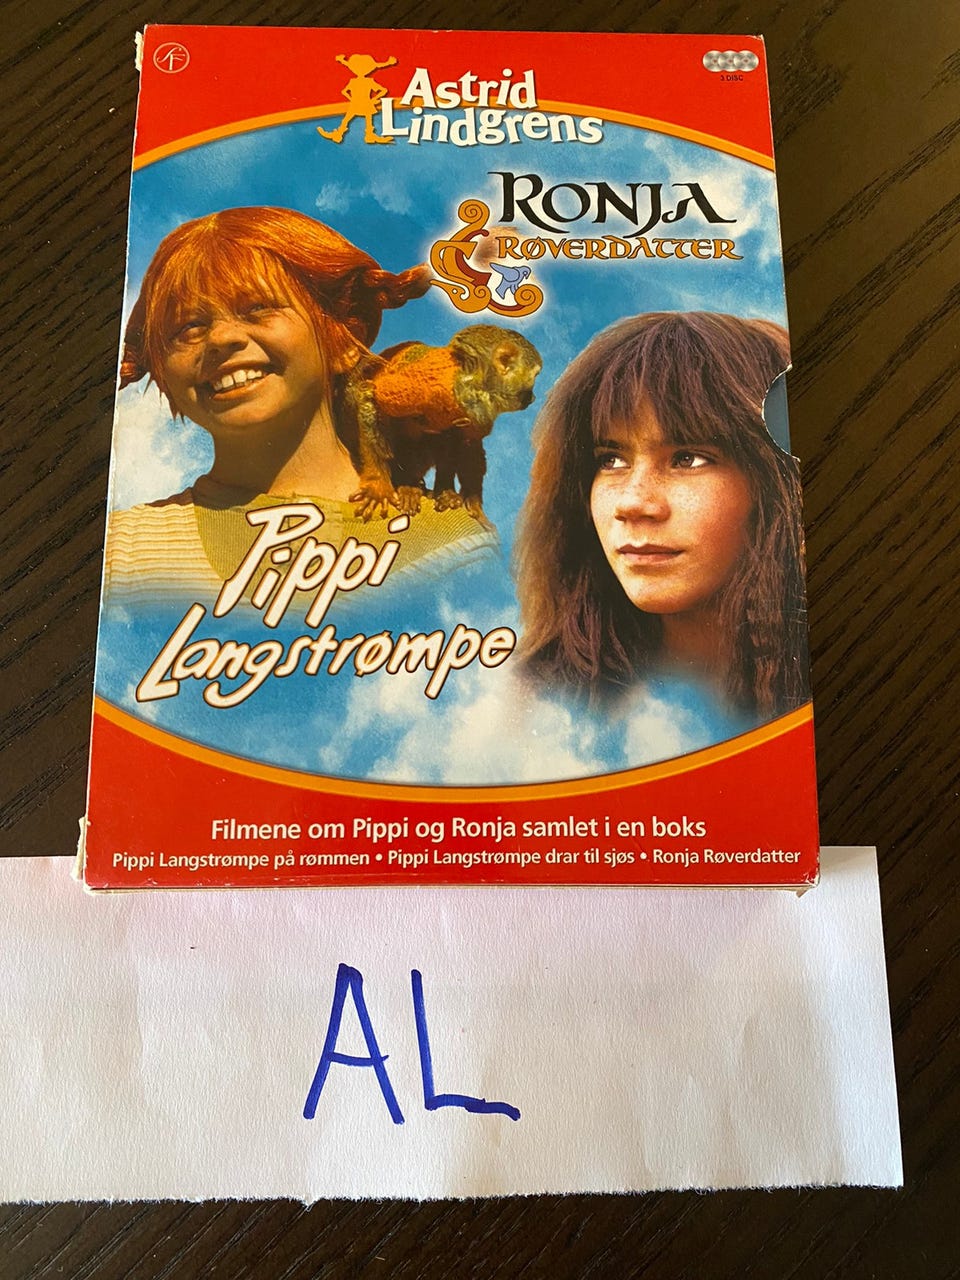 SF
3 DISC
Astrid
Lindgrens
RONJA
RØVERDATTER
Pippi
Langstrømpe
Filmene om Pippi og Ronja samlet i en boks
Pippi Langstrømpe på rømmen • Pippi Langstrømpe drar til sjøs • Ronja Røverdatter
AL